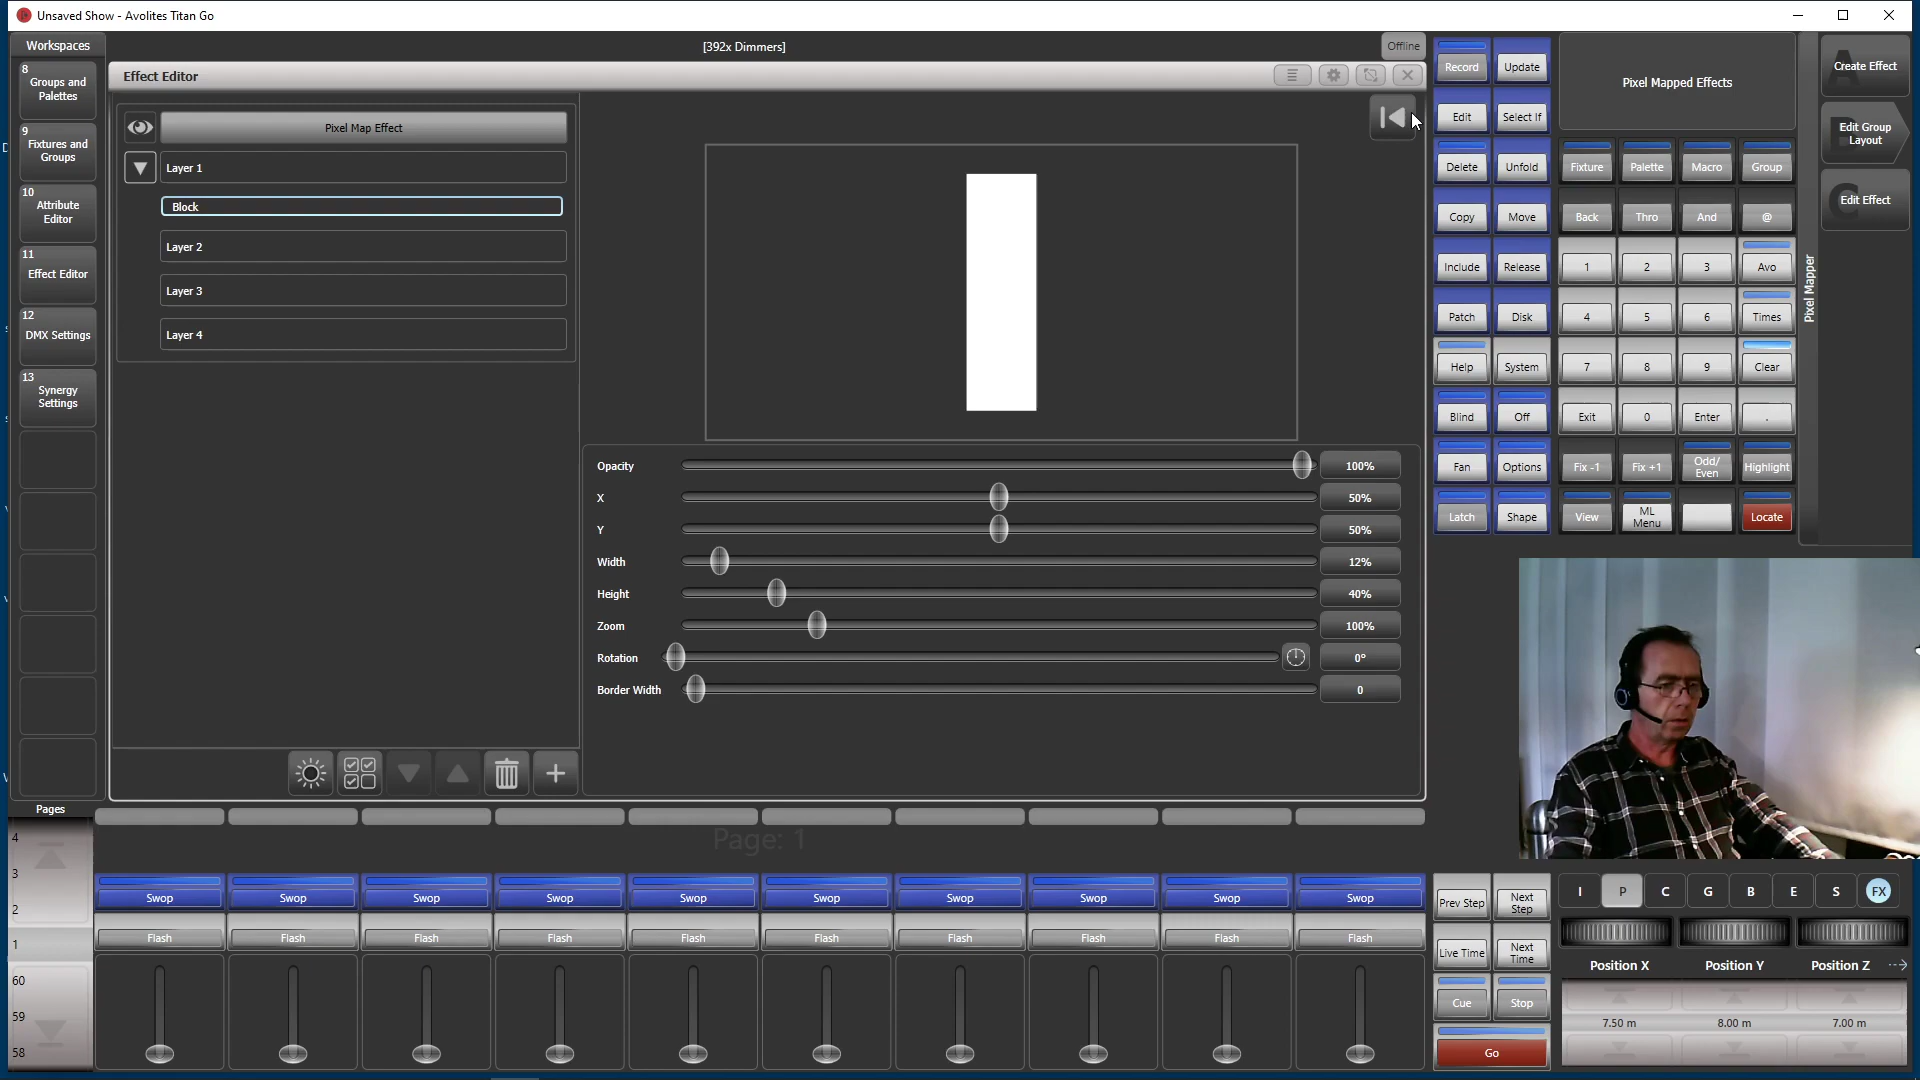 Unsaved Show - Avolites Titan Go
Workspaces
8
Groups and
Palettes
9
Fixtures and
Groups
10
Attribute
Editor
11
Effect Editor
12
DMX Settings
13
Synergy
Settings
[392x Dimmers]
Offline
Effect Editor
Pixel Map Effect
Layer 1
Block
Layer 2
Layer 3
Layer 4
Opacity 100%
X 50%
Y 50%
Width 12%
Height 40%
Zoom 100%
Rotation 0°
Border Width 0
Record Update
Edit Select If
Delete Unfold
Copy Move
Include Release
Patch Disk
Help System
Blind Off
Fan Options
Latch Shape
Pixel Mapped Effects
Fixture Palette Macro Group
Back Thro And @
1 2 3 Avo
4 5 6 Times
7 8 9 Clear
Exit 0 Enter .
Fix -1 Fix +1 Odd/
Even Highlight
View ML
Menu Locate
Pixel Mapper
A
Create Effect
B
Edit Group
Layout
C
Edit Effect
Pages
4
3
2
1
60
59
58
Page: 1
Swop Swop Swop Swop Swop Swop Swop Swop Swop Swop
Flash Flash Flash Flash Flash Flash Flash Flash Flash Flash
Prev Step Next
Step
Live Time Next
Time
Cue Stop
Go
I P C G B E S FX
Position X Position Y Position Z
7.50 m 8.00 m 7.00 m